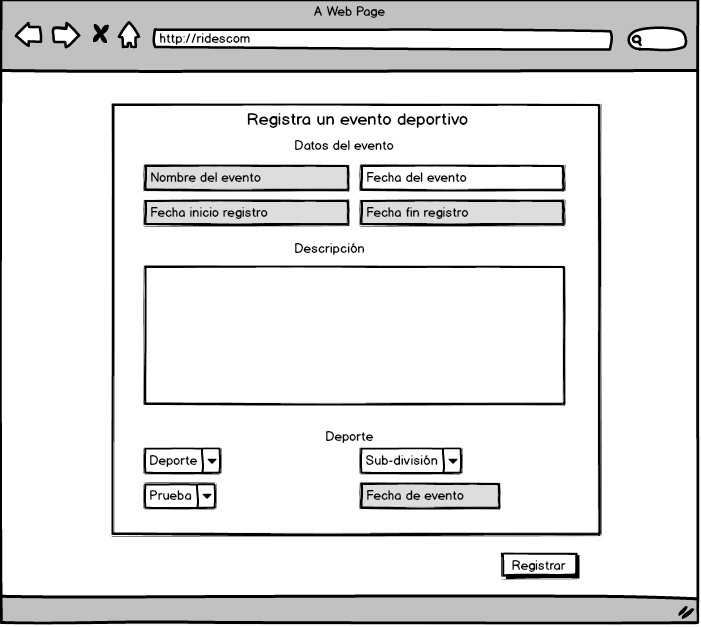 A Web Page
http://ridescom
Registra un evento deportivo
Datos del evento
Nombre del evento Fecha del evento
Fecha inicio registro Fecha fin registro
Descripción
Deporte
Deporte Sub-división
Prueba Fecha de evento
Registrar